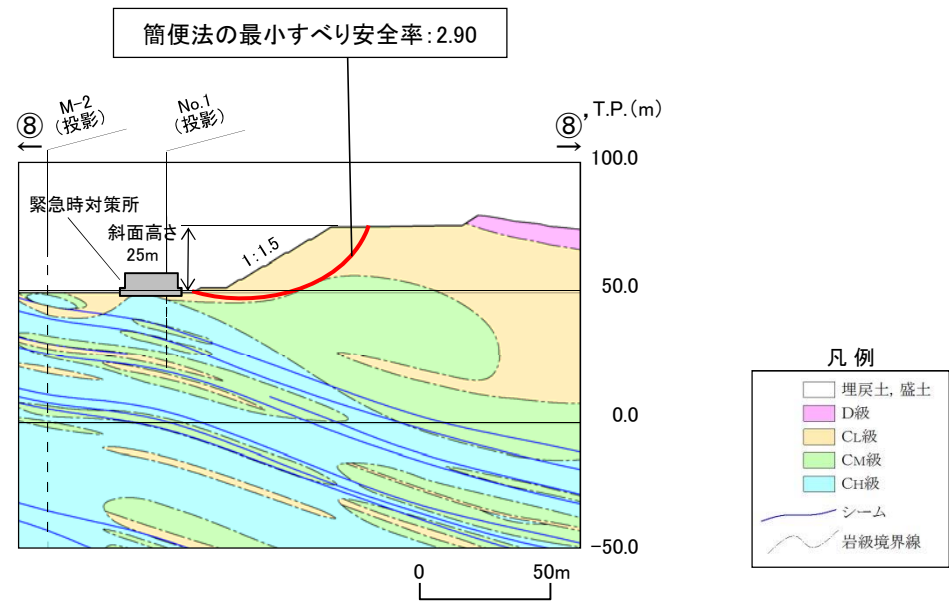 簡便法の最小すべり安全率:2.90
M-2
(投影)
No.1
(投影)
⑧
⑧'
T.P.(m)
100.0
緊急時対策所
斜面高さ
25m
1:1.5
50.0
0.0
-50.0
0
50m
凡 例
埋戻土, 盛土
D級
CL級
CM級
CH級
シーム
岩級境界線